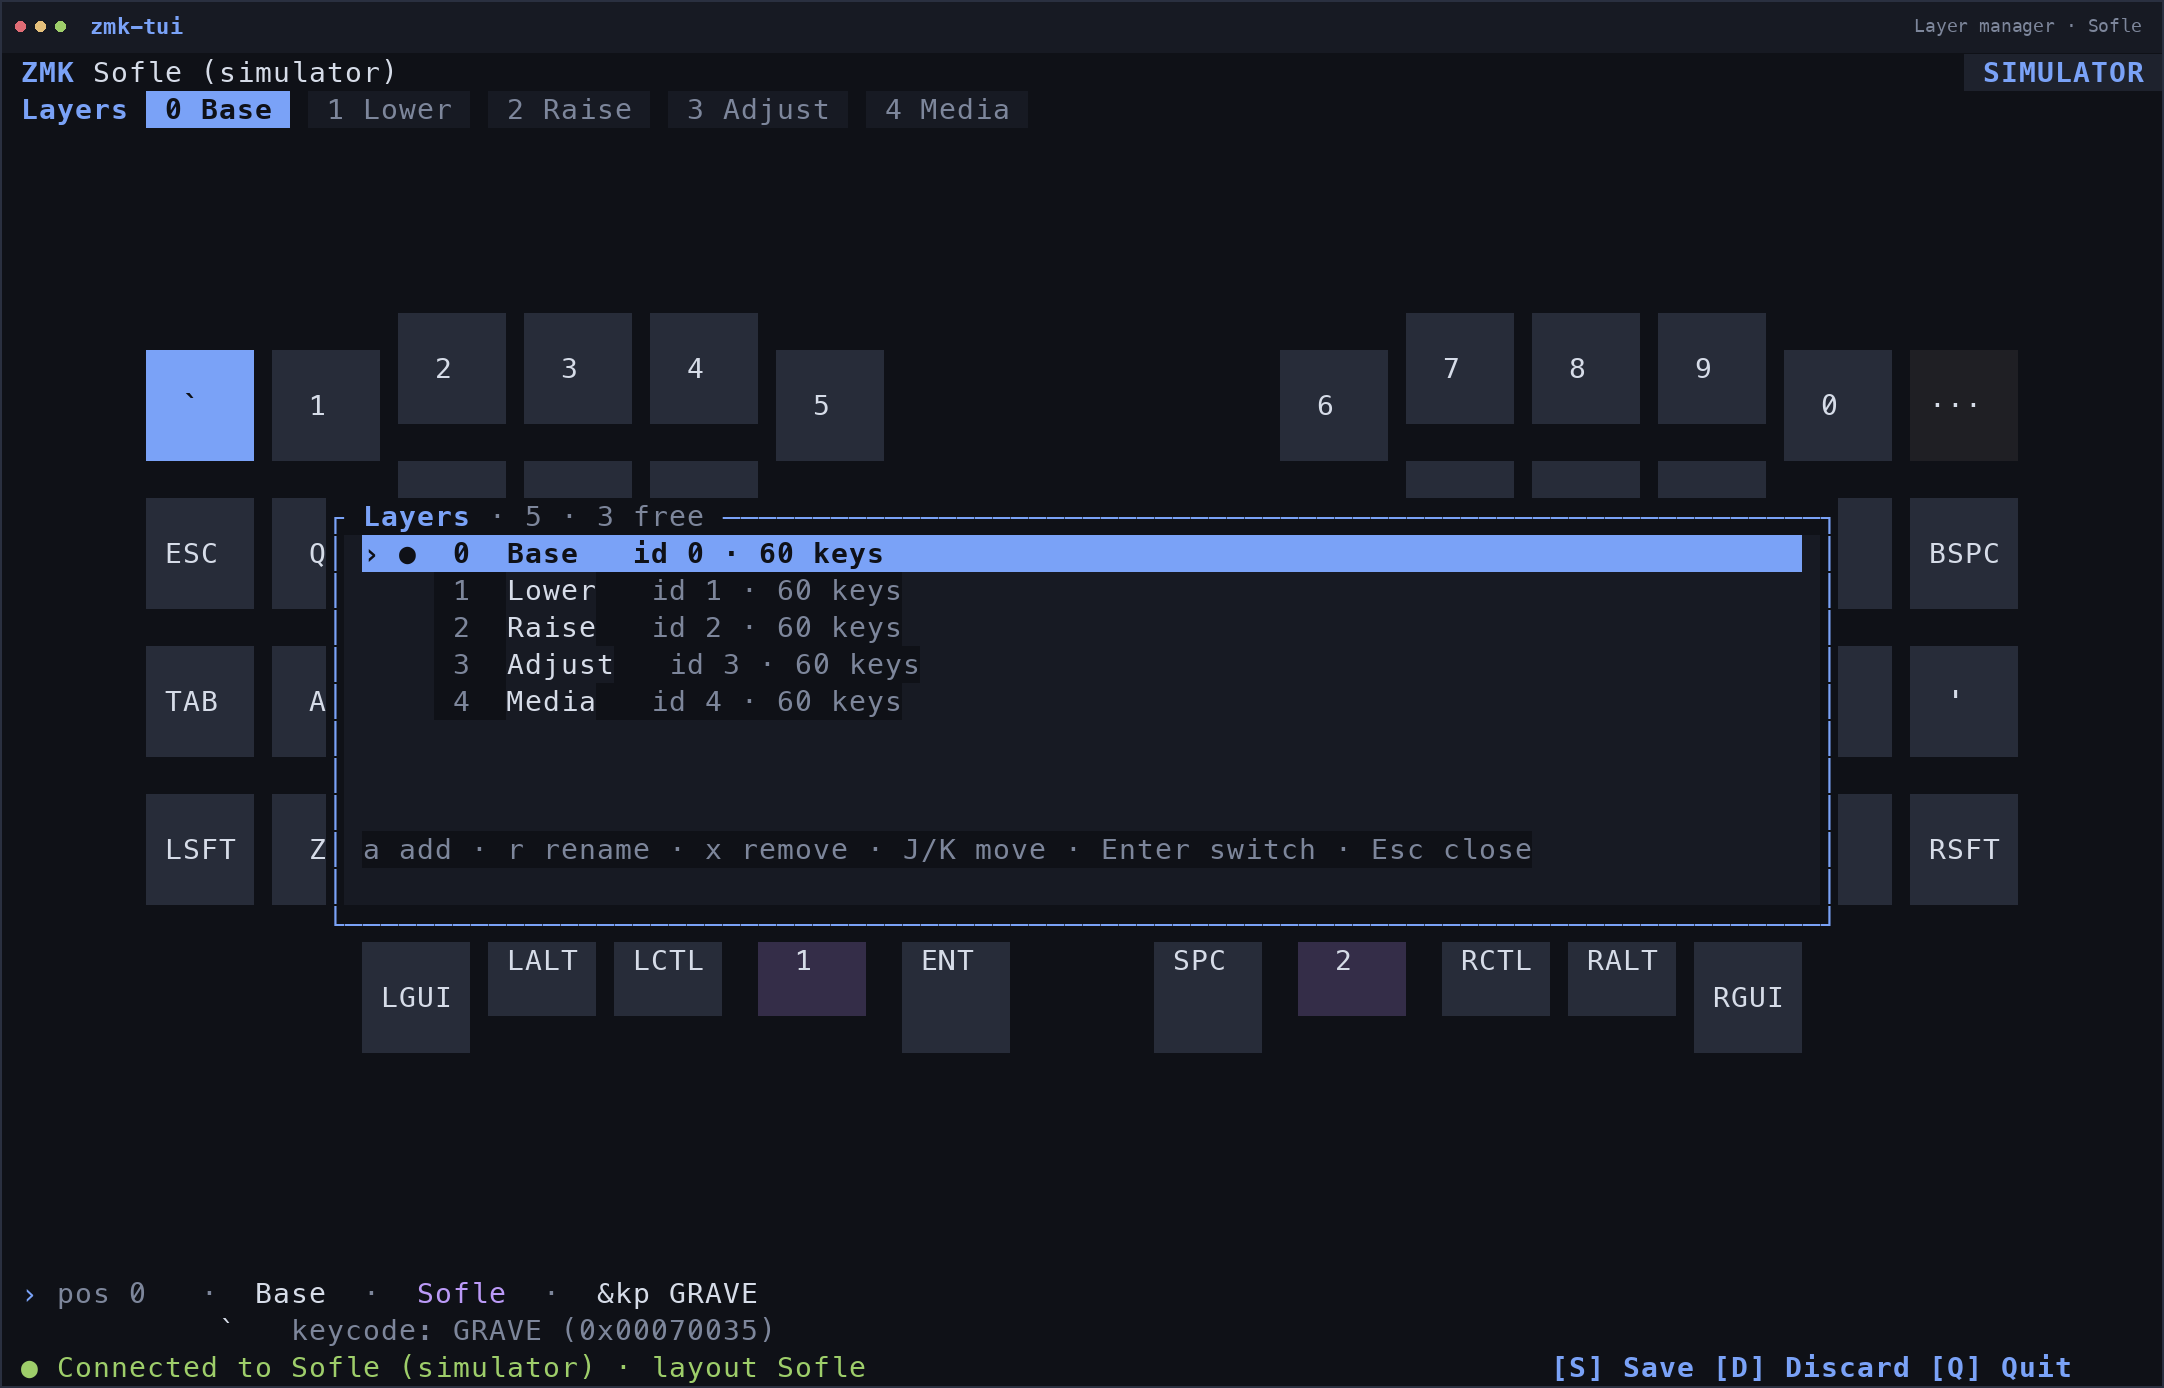 zmk-tui Layer manager · Sofle
ZMK Sofle (simulator) SIMULATOR
Layers 0 Base 1 Lower 2 Raise 3 Adjust 4 Media
2 3 4 7 8 9
` 1 5 6 0 ···
Layers · 5 · 3 free
ESC Q › ● 0 Base id 0 · 60 keys BSPC
1 Lower id 1 · 60 keys
2 Raise id 2 · 60 keys
3 Adjust id 3 · 60 keys
TAB A 4 Media id 4 · 60 keys '
LSFT Z a add · r rename · x remove · J/K move · Enter switch · Esc close RSFT
LALT LCTL 1 ENT SPC 2 RCTL RALT
LGUI RGUI
› pos 0 · Base · Sofle · &kp GRAVE
` keycode: GRAVE (0x00070035)
● Connected to Sofle (simulator) · layout Sofle [S] Save [D] Discard [Q] Quit